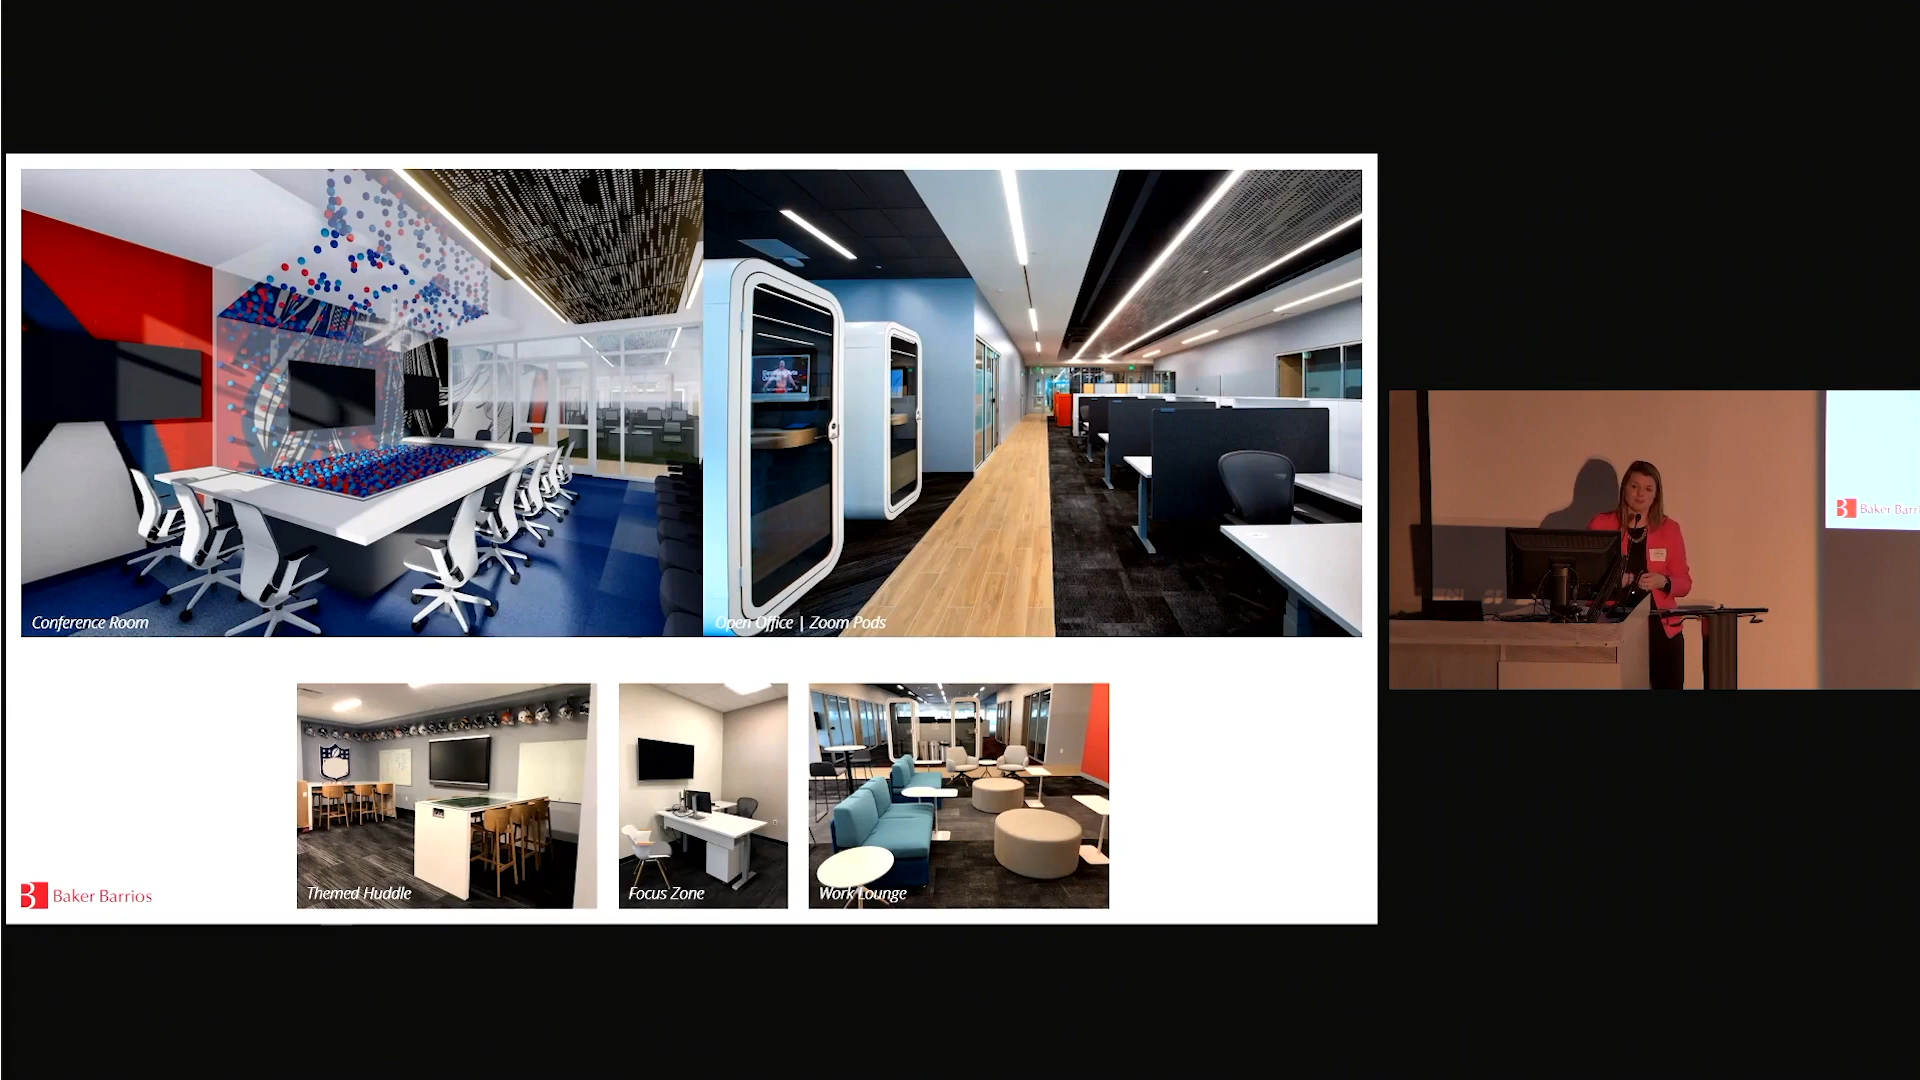 Conference Room
Open Office | Zoom Pods
Themed Huddle
Focus Zone
Work Lounge
B Baker Barrios
B Baker Barri